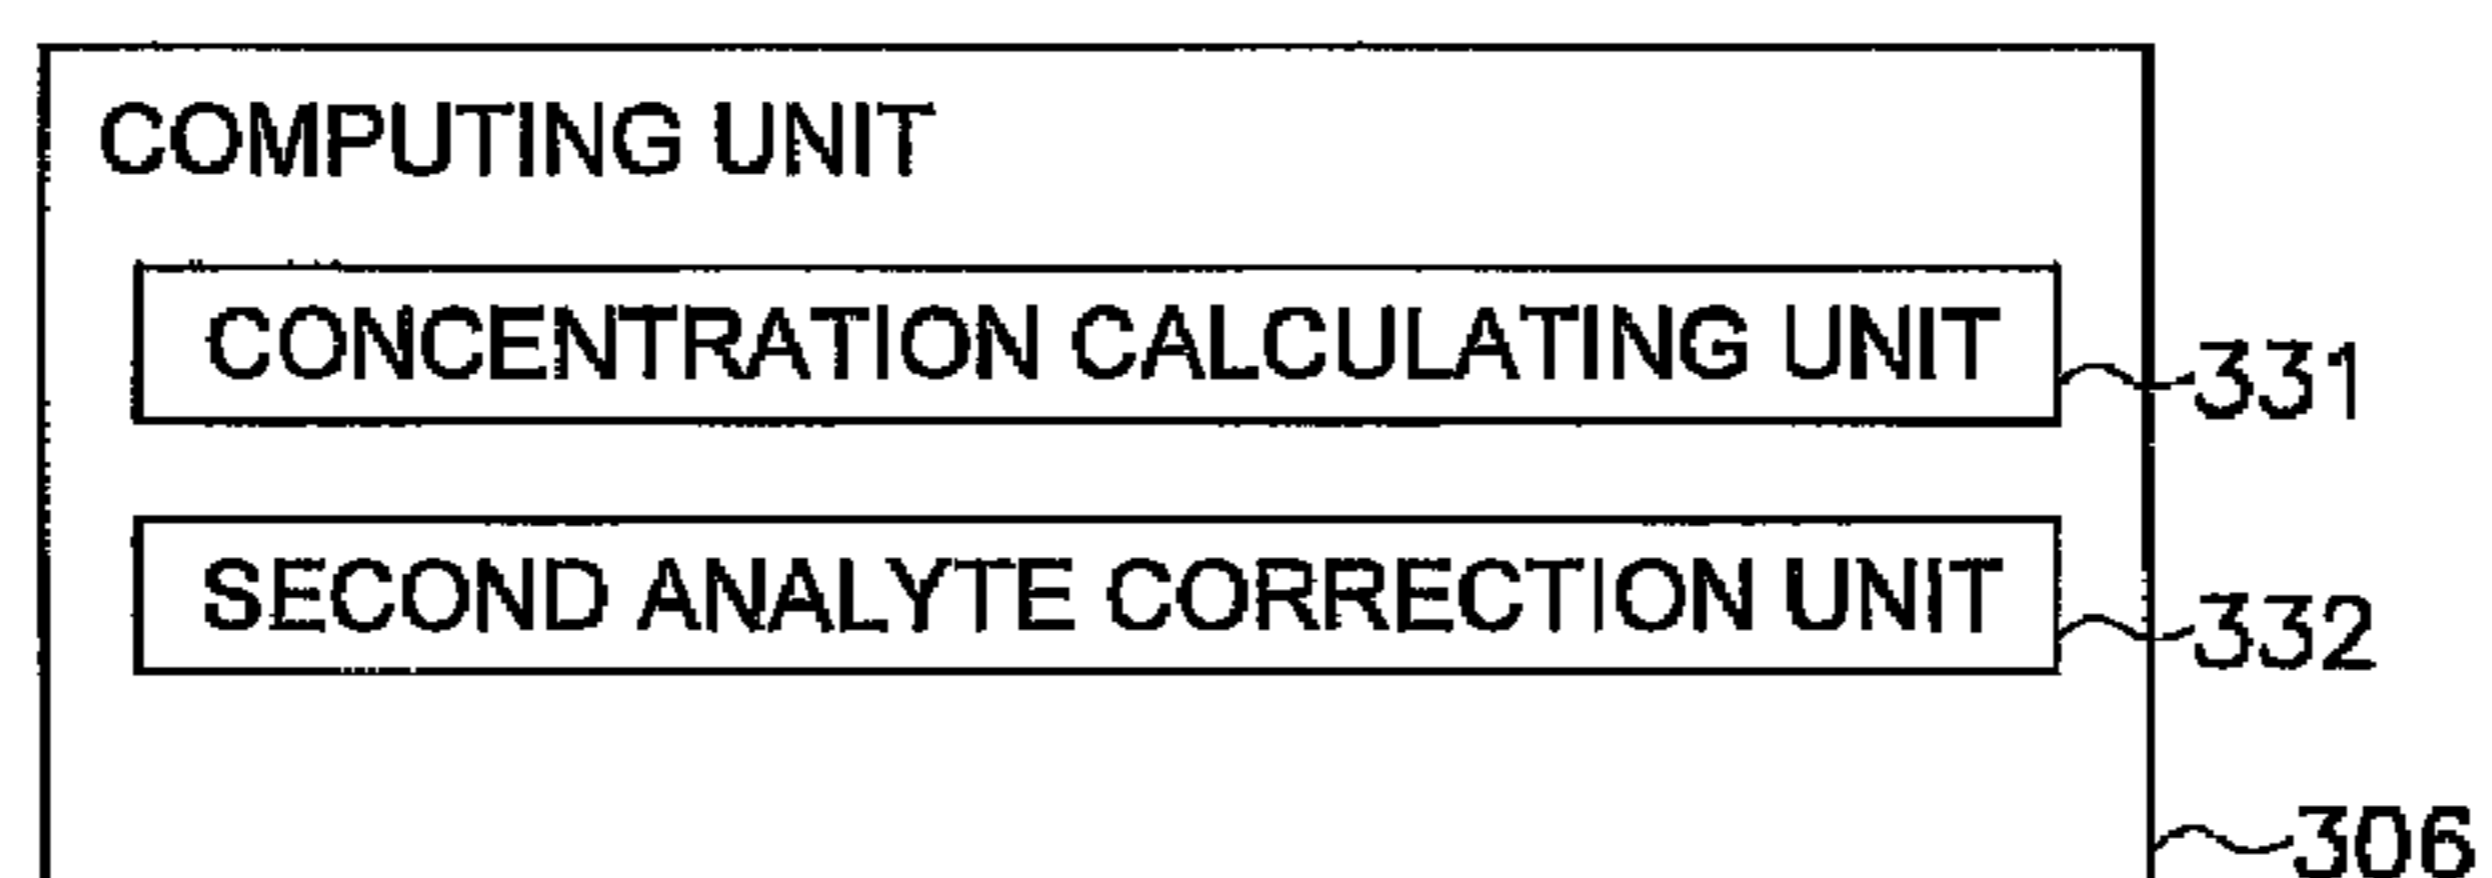 COMPUTING UNIT
CONCENTRATION CALCULATING UNIT
331
SECOND ANALYTE CORRECTION UNIT
332
306